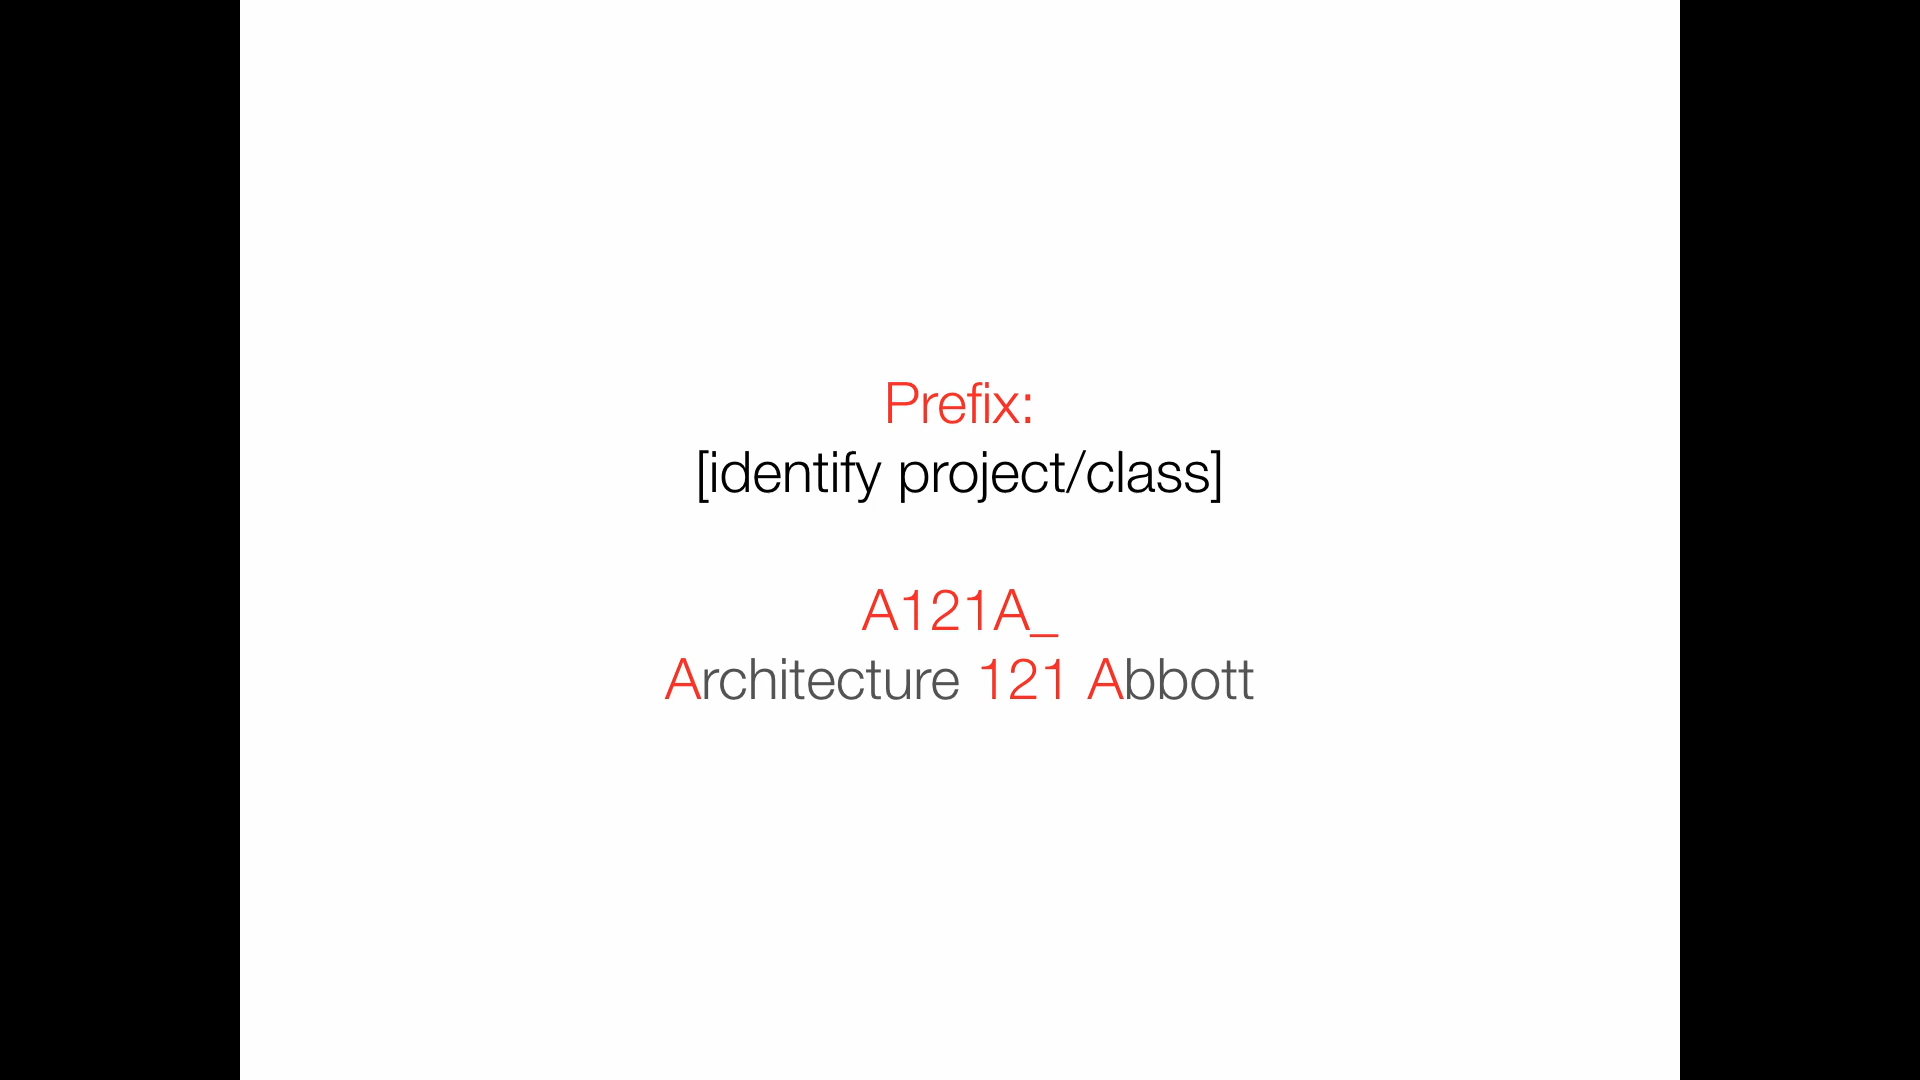 Prefix:
[identify project/class]
A121A_
Architecture 121 Abbott